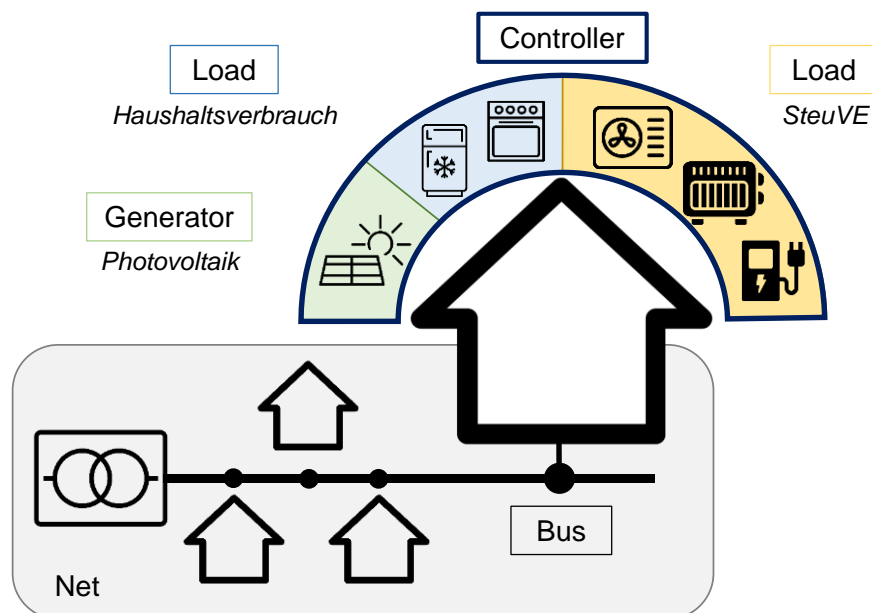 Controller
Load
Haushaltsverbrauch
Load
SteuVE
Generator
Photovoltaik
Bus
Net